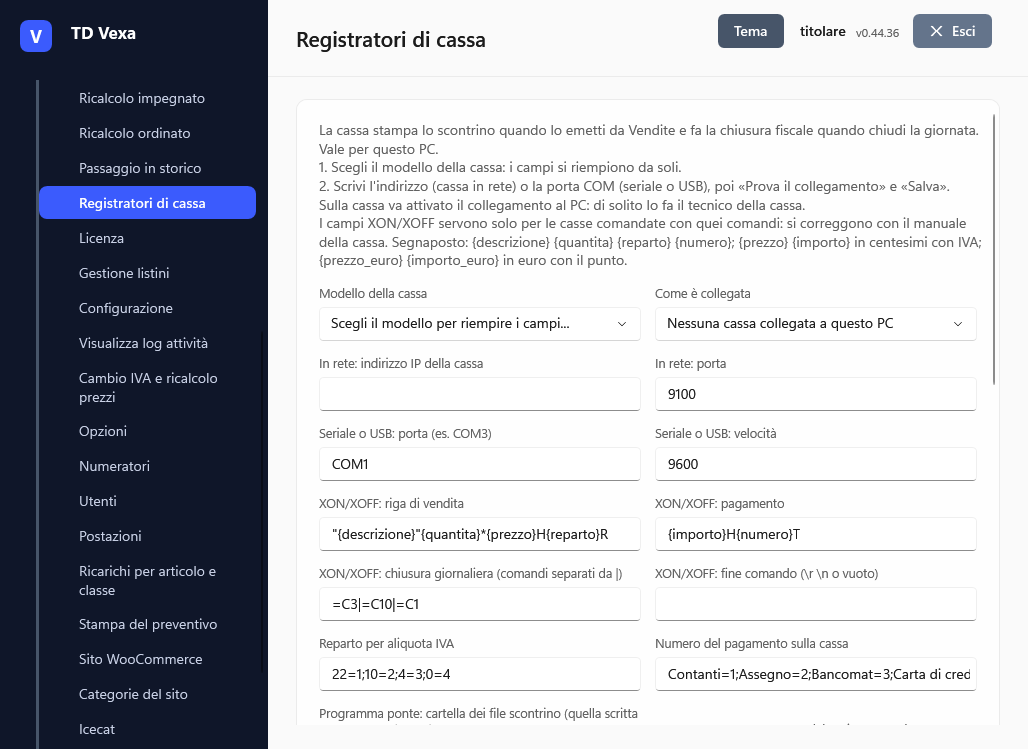 V
TD Vexa
Ricalcolo impegnato
Ricalcolo ordinato
Passaggio in storico
Registratori di cassa
Licenza
Gestione listini
Configurazione
Visualizza log attività
Cambio IVA e ricalcolo
prezzi
Opzioni
Numeratori
Utenti
Postazioni
Ricarichi per articolo e
classe
Stampa del preventivo
Sito WooCommerce
Categorie del sito
Icecat
Registratori di cassa
Tema
titolare
v0.44.36
Esci
La cassa stampa lo scontrino quando lo emetti da Vendite e fa la chiusura fiscale quando chiudi la giornata.
Vale per questo PC.
1. Scegli il modello della cassa: i campi si riempiono da soli.
2. Scrivi l'indirizzo (cassa in rete) o la porta COM (seriale o USB), poi «Prova il collegamento» e «Salva».
Sulla cassa va attivato il collegamento al PC: di solito lo fa il tecnico della cassa.
I campi XON/XOFF servono solo per le casse comandate con quei comandi: si correggono con il manuale
della cassa. Segnaposto: {descrizione} {quantita} {reparto} {numero}; {prezzo} {importo} in centesimi con IVA;
{prezzo_euro} {importo_euro} in euro con il punto.
Modello della cassa
Come è collegata
Scegli il modello per riempire i campi...
Nessuna cassa collegata a questo PC
In rete: indirizzo IP della cassa
In rete: porta
9100
Seriale o USB: porta (es. COM3)
Seriale o USB: velocità
COM1
9600
XON/XOFF: riga di vendita
XON/XOFF: pagamento
"{descrizione}"{quantita}*{prezzo}H{reparto}R
{importo}H{numero}T
XON/XOFF: chiusura giornaliera (comandi separati da |)
XON/XOFF: fine comando (\r \n o vuoto)
=C3|=C10|=C1
Reparto per aliquota IVA
Numero del pagamento sulla cassa
22=1;10=2;4=3;0=4
Contanti=1;Assegno=2;Bancomat=3;Carta di cred
Programma ponte: cartella dei file scontrino (quella scritta